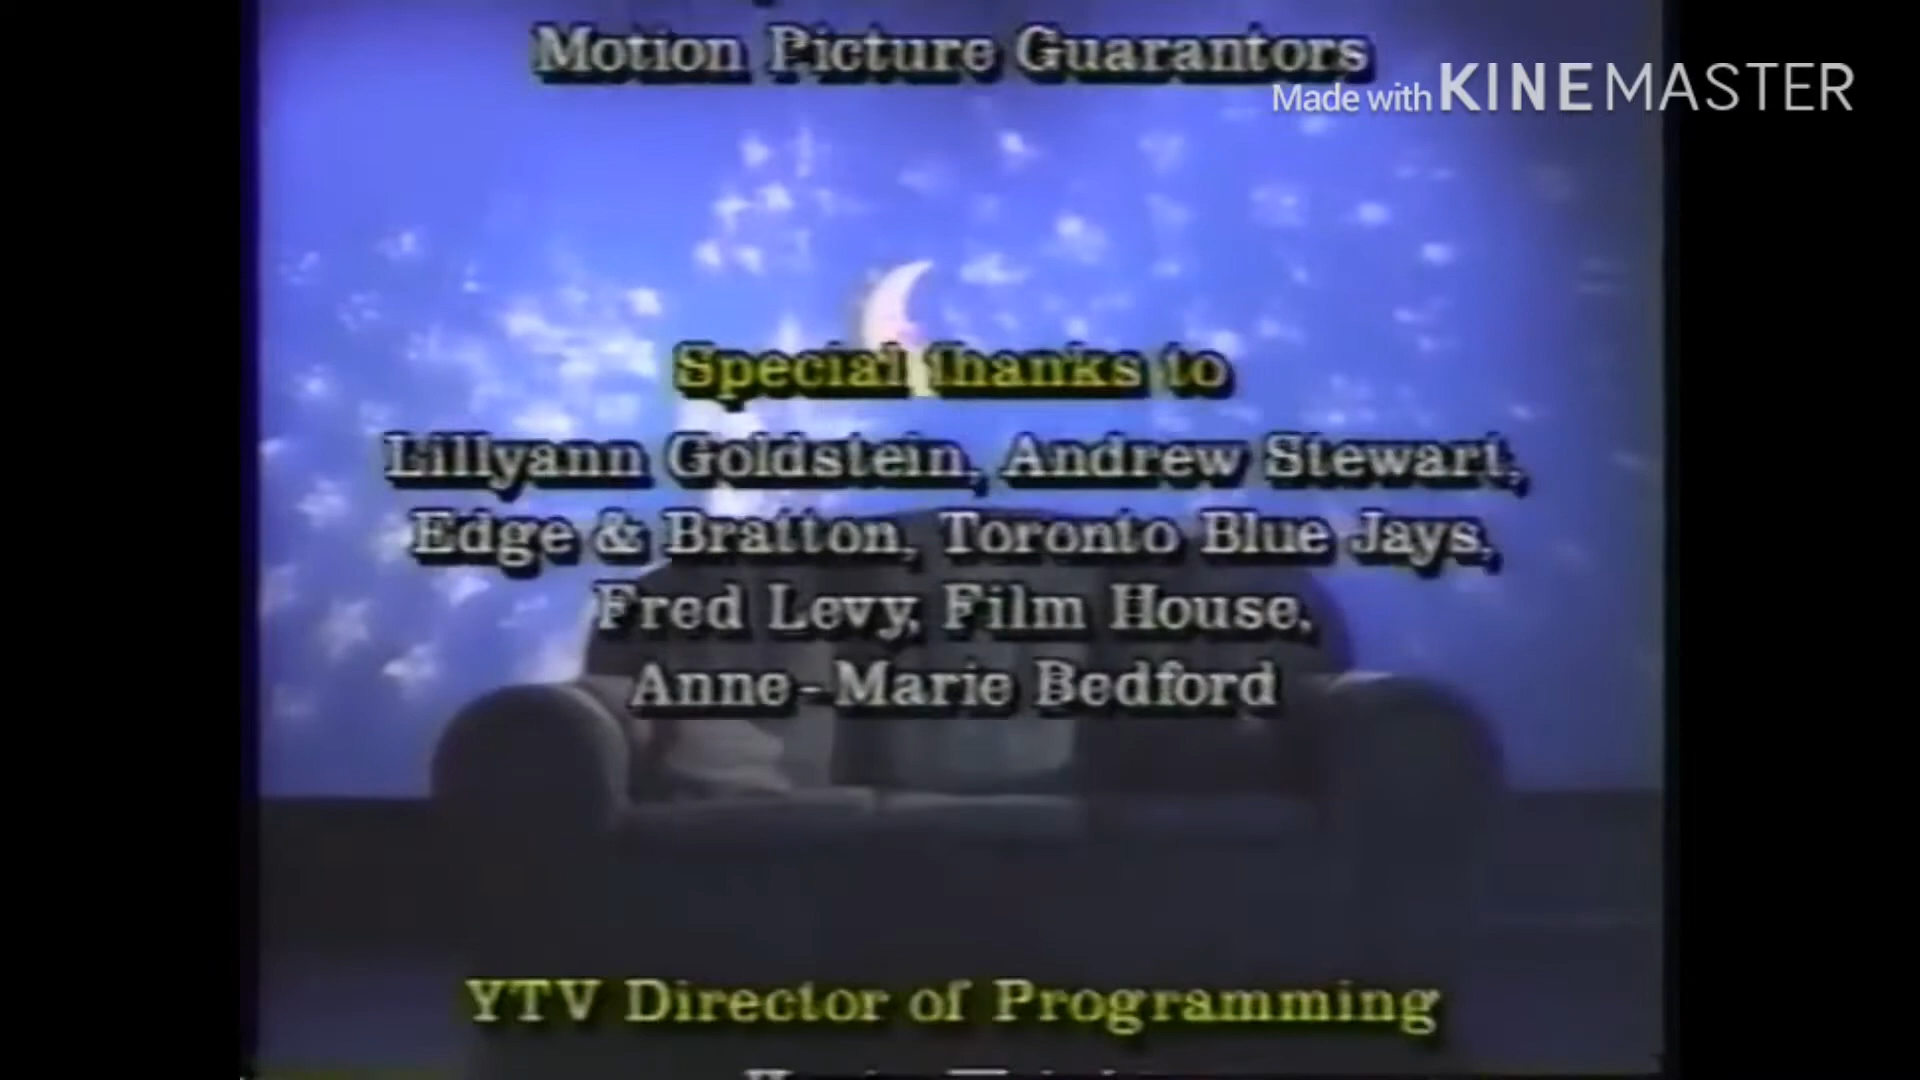 Motion Picture Guarantors
Made with KINEMASTER
Special thanks to
Lillyann Goldstein, Andrew Stewart,
Edge & Bratton, Toronto Blue Jays,
Fred Levy, Film House,
Anne-Marie Bedford
YTV Director of Programming